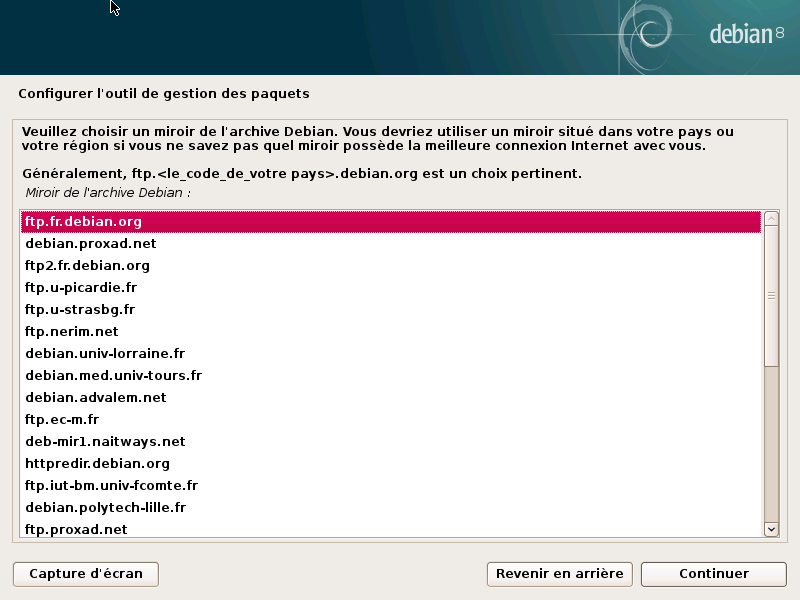 debian 8
Configurer l'outil de gestion des paquets
Veuillez choisir un miroir de l'archive Debian. Vous devriez utiliser un miroir situé dans votre pays ou
votre région si vous ne savez pas quel miroir possède la meilleure connexion Internet avec vous.
Généralement, ftp.<le_code_de_votre pays>.debian.org est un choix pertinent.
Miroir de l'archive Debian :
ftp.fr.debian.org
debian.proxad.net
ftp2.fr.debian.org
ftp.u-picardie.fr
ftp.u-strasbg.fr
ftp.nerim.net
debian.univ-lorraine.fr
debian.med.univ-tours.fr
debian.advalem.net
ftp.ec-m.fr
deb-mir1.naitways.net
httpredir.debian.org
ftp.iut-bm.univ-fcomte.fr
debian.polytech-lille.fr
ftp.proxad.net
Capture d'écran
Revenir en arrière
Continuer